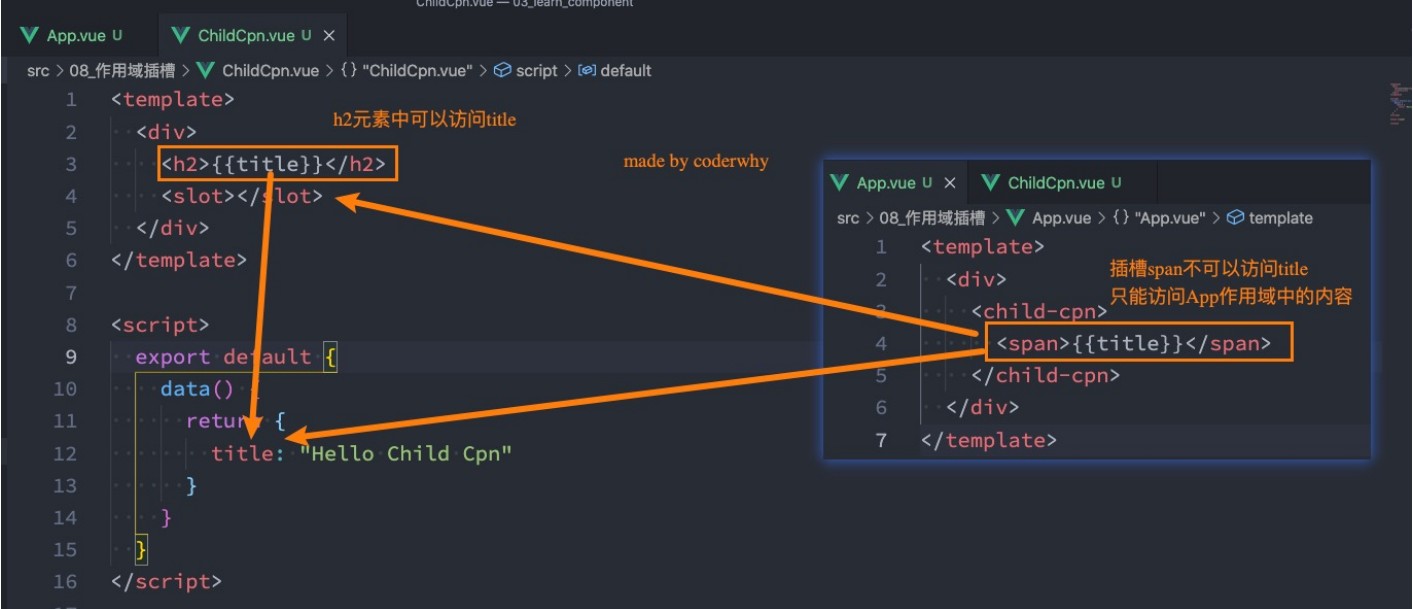 ChildCpn.vue — 03_learn_component
App.vue U ChildCpn.vue U ×
src > 08_作用域插槽 > ChildCpn.vue > {} "ChildCpn.vue" > script > default
1 <template>
h2元素中可以访问title
2 <div>
3 <h2>{{title}}</h2>
made by coderwhy
4 <slot></slot>
5 </div>
6 </template>
7
8 <script>
9 export default {
10 data() {
11 return {
12 title: "Hello Child Cpn"
13 }
14 }
15 }
16 </script>
App.vue U × ChildCpn.vue U
src > 08_作用域插槽 > App.vue > {} "App.vue" > template
1 <template>
插槽span不可以访问title
2 <div>
只能访问App作用域中的内容
3 <child-cpn>
4 <span>{{title}}</span>
5 </child-cpn>
6 </div>
7 </template>